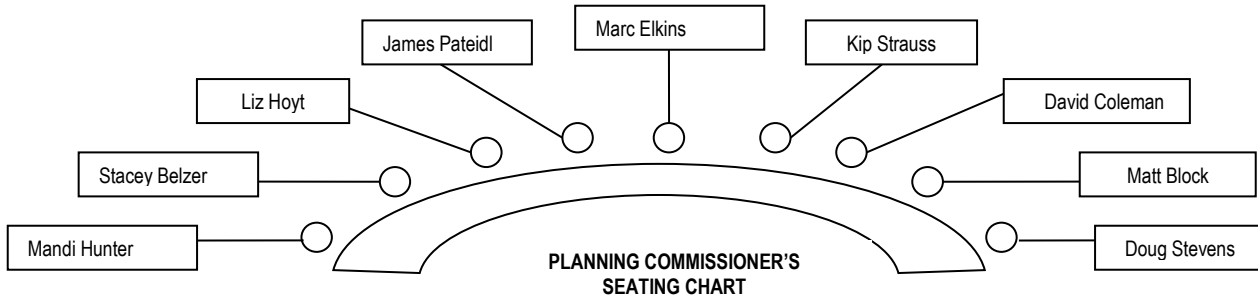 Marc Elkins
James Pateidl
Kip Strauss
Liz Hoyt
David Coleman
Stacey Belzer
Matt Block
Mandi Hunter
Doug Stevens
PLANNING COMMISSIONER'S
SEATING CHART